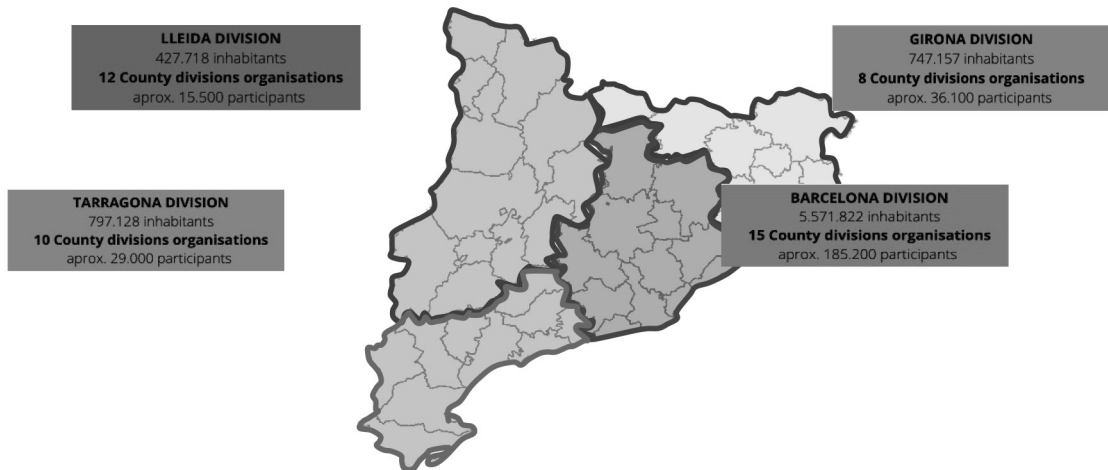 LLEIDA DIVISION
427.718 inhabitants
12 County divisions organisations
aprox. 15.500 participants
GIRONA DIVISION
747.157 inhabitants
8 County divisions organisations
aprox. 36.100 participants
TARRAGONA DIVISION
797.128 inhabitants
10 County divisions organisations
aprox. 29.000 participants
BARCELONA DIVISION
5.571.822 inhabitants
15 County divisions organisations
aprox. 185.200 participants